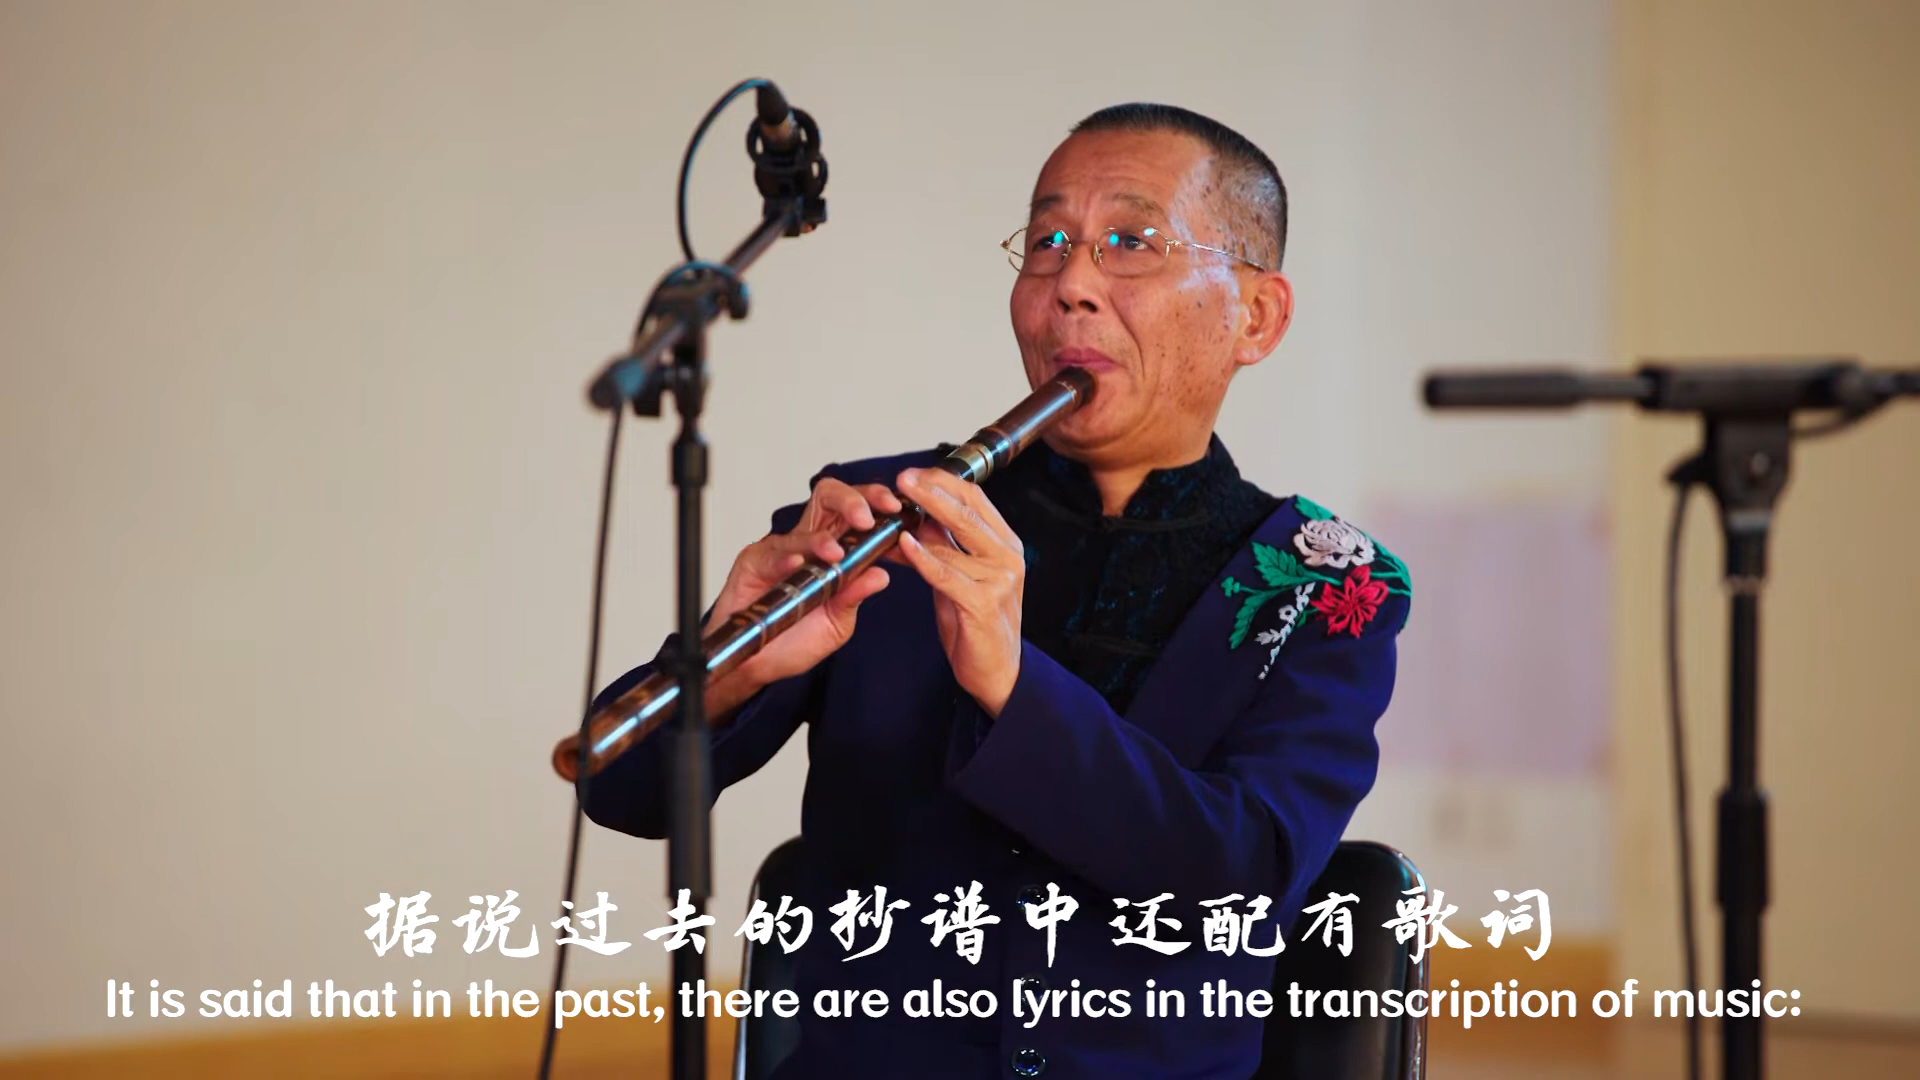 据说过去的抄谱中还配有歌词
It is said that in the past, there are also lyrics in the transcription of music: